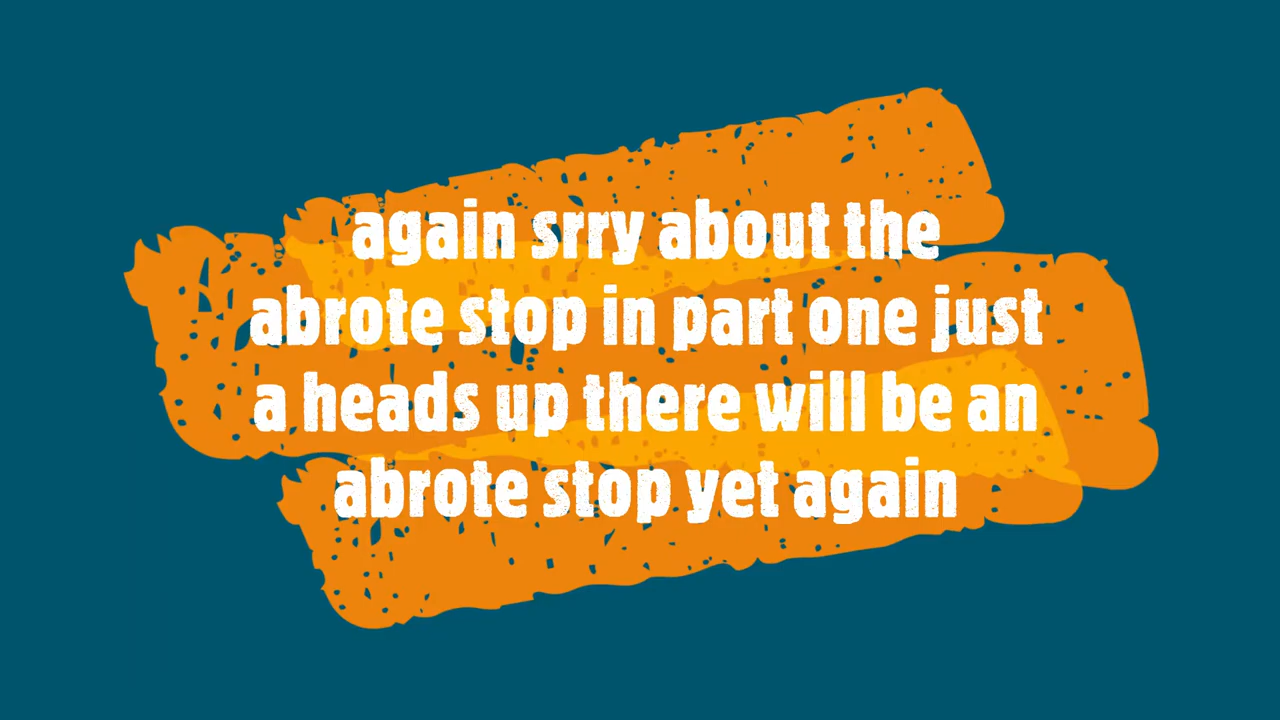 again srry about the
abrote stop in part one just
a heads up there will be an
abrote stop yet again